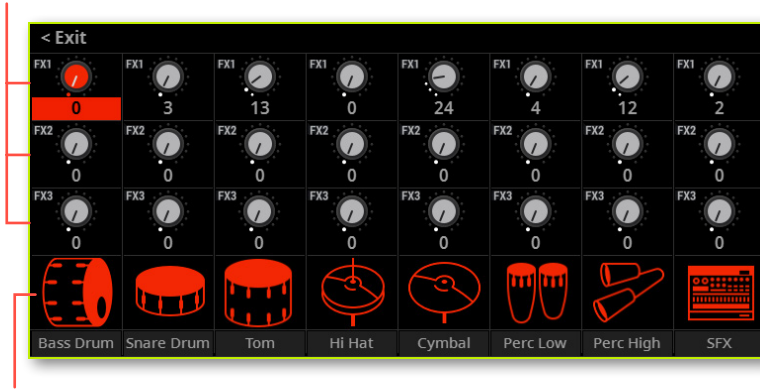 < Exit
FX1 FX1 FX1 FX1 FX1 FX1 FX1 FX1
0 3 13 0 24 4 12 2
FX2 FX2 FX2 FX2 FX2 FX2 FX2 FX2
0 0 0 0 0 0 0 0
FX3 FX3 FX3 FX3 FX3 FX3 FX3 FX3
0 0 0 0 0 0 0 0
Bass Drum Snare Drum Tom Hi Hat Cymbal Perc Low Perc High SFX